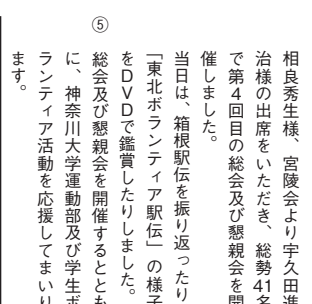 相良秀生様、宮陵会より宇久田進
治様の出席をいただき、総勢41名
で第4回目の総会及び懇親会を開
催しました。
当日は、箱根駅伝を振り返ったり
「東北ボランティア駅伝」の様子
をDVDで鑑賞したりしました。
⑤
総会及び懇親会を開催するととも
に、神奈川大学運動部及び学生ボ
ランティア活動を応援してまいり
ます。